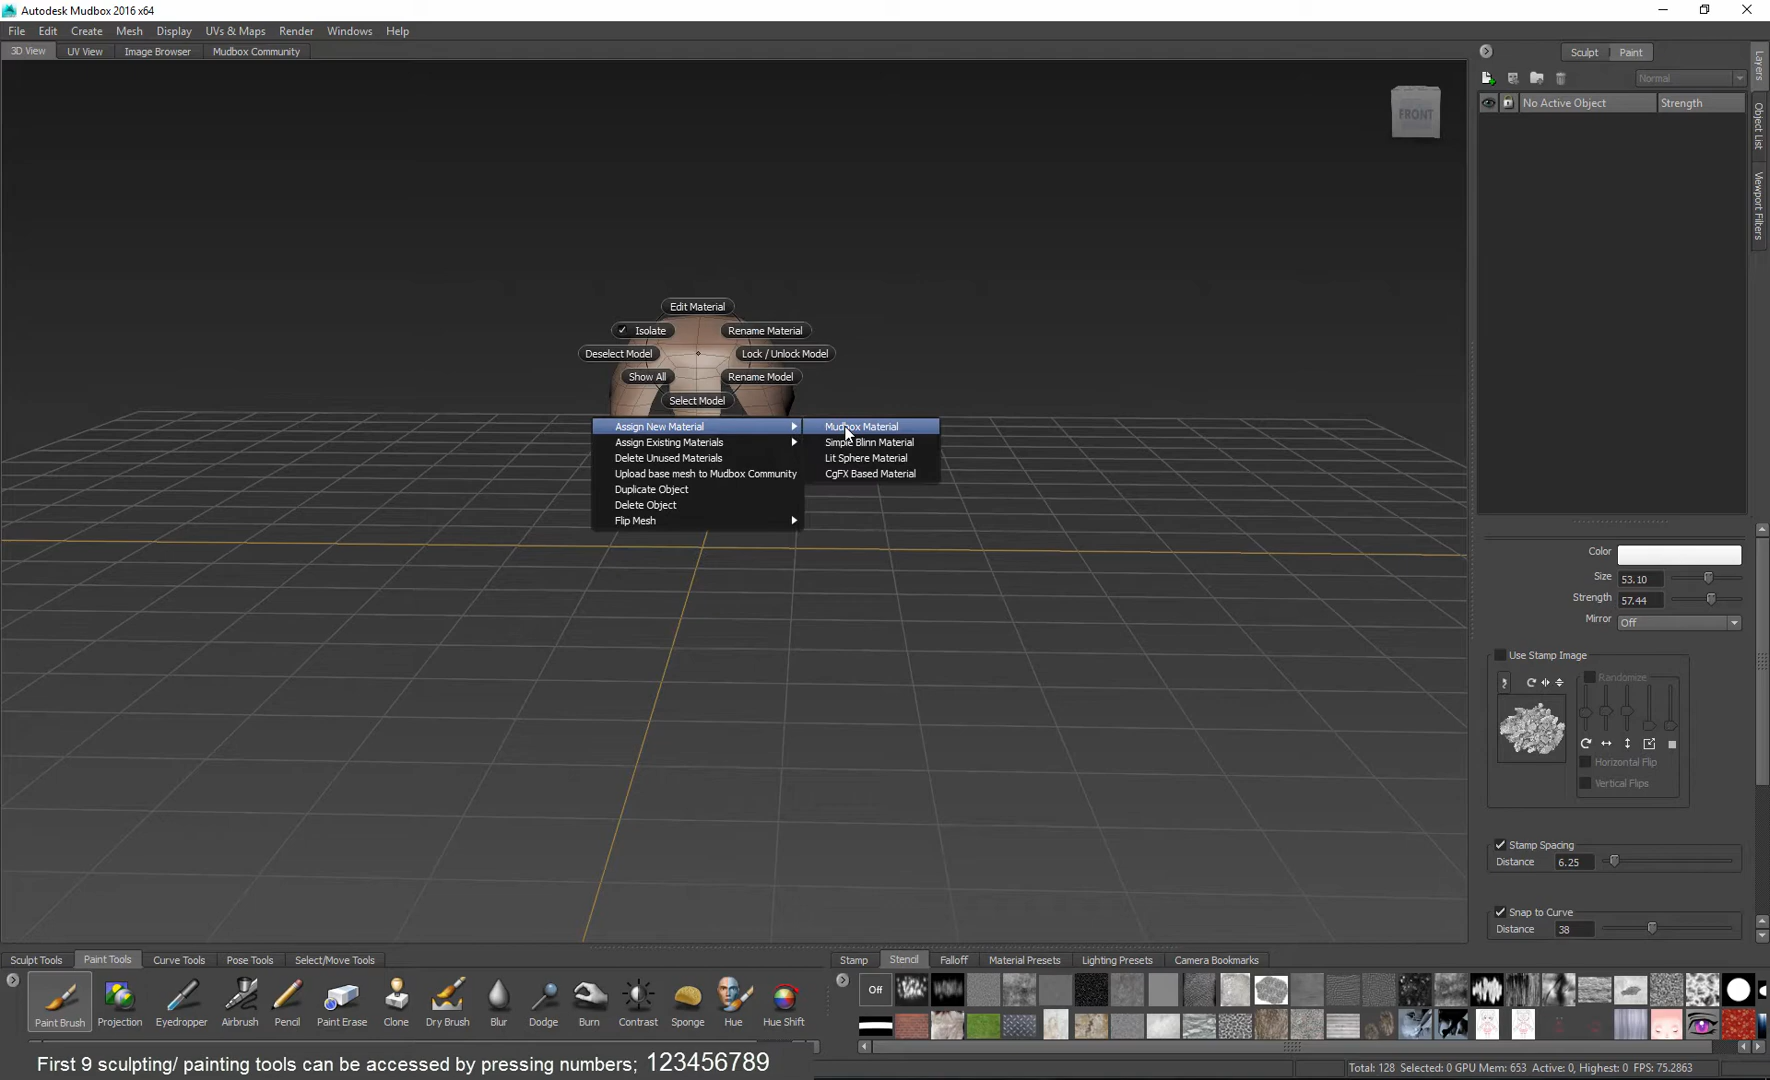 Autodesk Mudbox 2016 x64
File Edit Create Mesh Display UVs & Maps Render Windows Help
3D View UV View Image Browser Mudbox Community
Sculpt Paint
Normal
No Active Object Strength
Layers
Object List
Viewport Filters
FRONT
Edit Material
Isolate Rename Material
Deselect Model Lock / Unlock Model
Show All Rename Model
Select Model
Assign New Material Mudbox Material
Assign Existing Materials Simple Blinn Material
Delete Unused Materials Lit Sphere Material
Upload base mesh to Mudbox Community CgFX Based Material
Duplicate Object
Delete Object
Flip Mesh
Color
Size 53.10
Strength 57.44
Mirror Off
Use Stamp Image
Randomize
Horizontal Flip
Vertical Flips
Stamp Spacing
Distance 6.25
Snap to Curve
Distance 38
Sculpt Tools Paint Tools Curve Tools Pose Tools Select/Move Tools
Stamp Stencil Falloff Material Presets Lighting Presets Camera Bookmarks
Off
Paint Brush Projection Eyedropper Airbrush Pencil Paint Erase Clone Dry Brush Blur Dodge Burn Contrast Sponge Hue Hue Shift
First 9 sculpting/ painting tools can be accessed by pressing numbers; 123456789
Total: 128 Selected: 0 GPU Mem: 653 Active: 0, Highest: 0 FPS: 75.2863